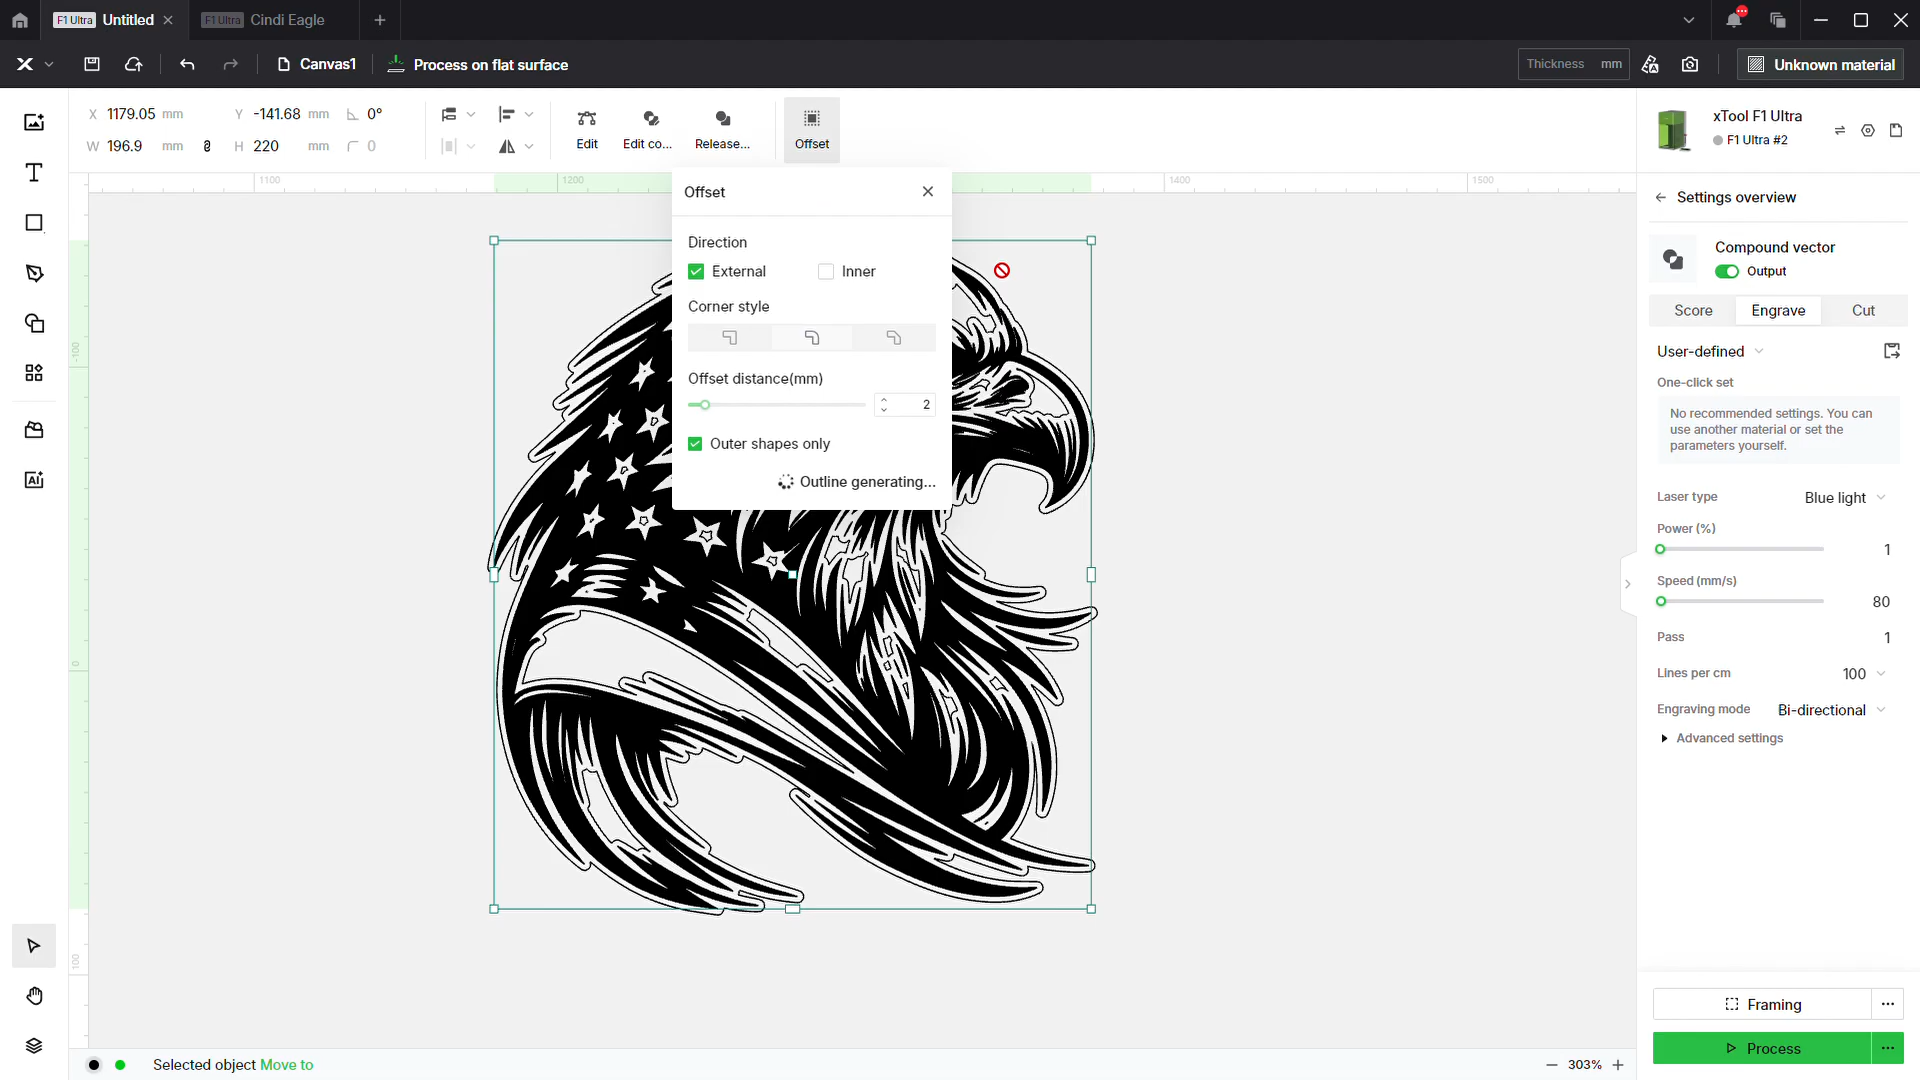 F1 Ultra Untitled
F1 Ultra Cindi Eagle
Canvas1
Process on flat surface
Thickness mm
Unknown material
X 1179.05 mm
Y -141.68 mm
0°
W 196.9 mm
H 220 mm
0
Edit
Edit co...
Release...
Offset
xTool F1 Ultra
F1 Ultra #2
1100
1200
1400
1500
-100
0
100
Offset
Direction
External
Inner
Corner style
Offset distance(mm)
2
Outer shapes only
Outline generating...
Settings overview
Compound vector
Output
Score
Engrave
Cut
User-defined
One-click set
No recommended settings. You can
use another material or set the
parameters yourself.
Laser type Blue light
Power (%)
1
Speed (mm/s)
80
Pass 1
Lines per cm 100
Engraving mode Bi-directional
Advanced settings
AI
Framing
Process
Selected object Move to
303%